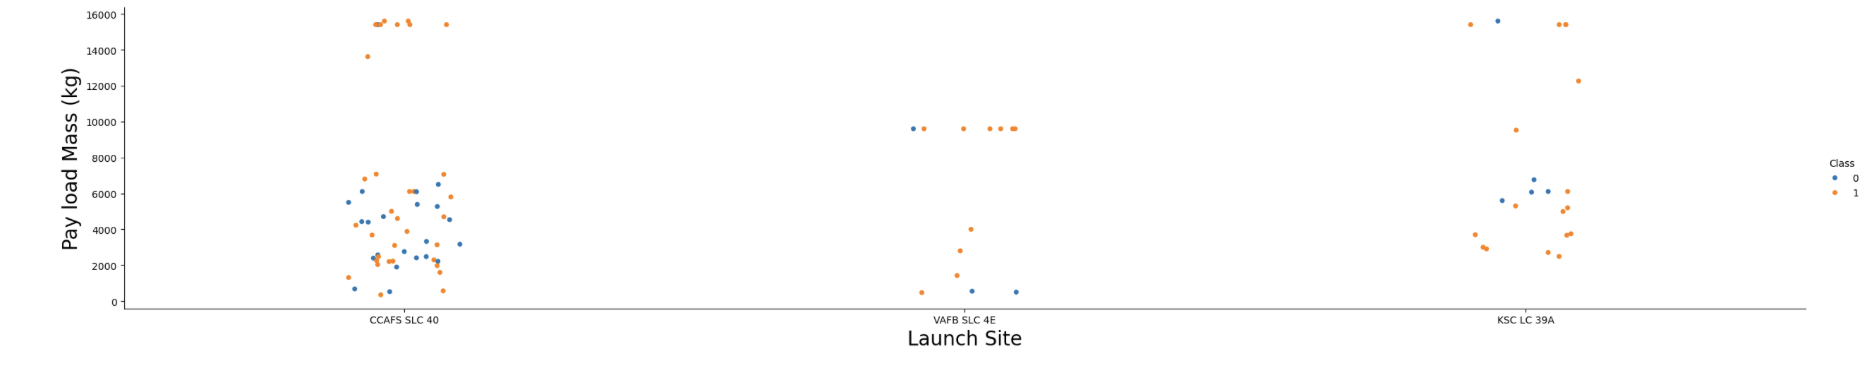 16000
14000
12000
10000
8000
6000
4000
2000
0
Pay load Mass (kg)
CCAFS SLC 40
VAFB SLC 4E
KSC LC 39A
Launch Site
Class
0
1